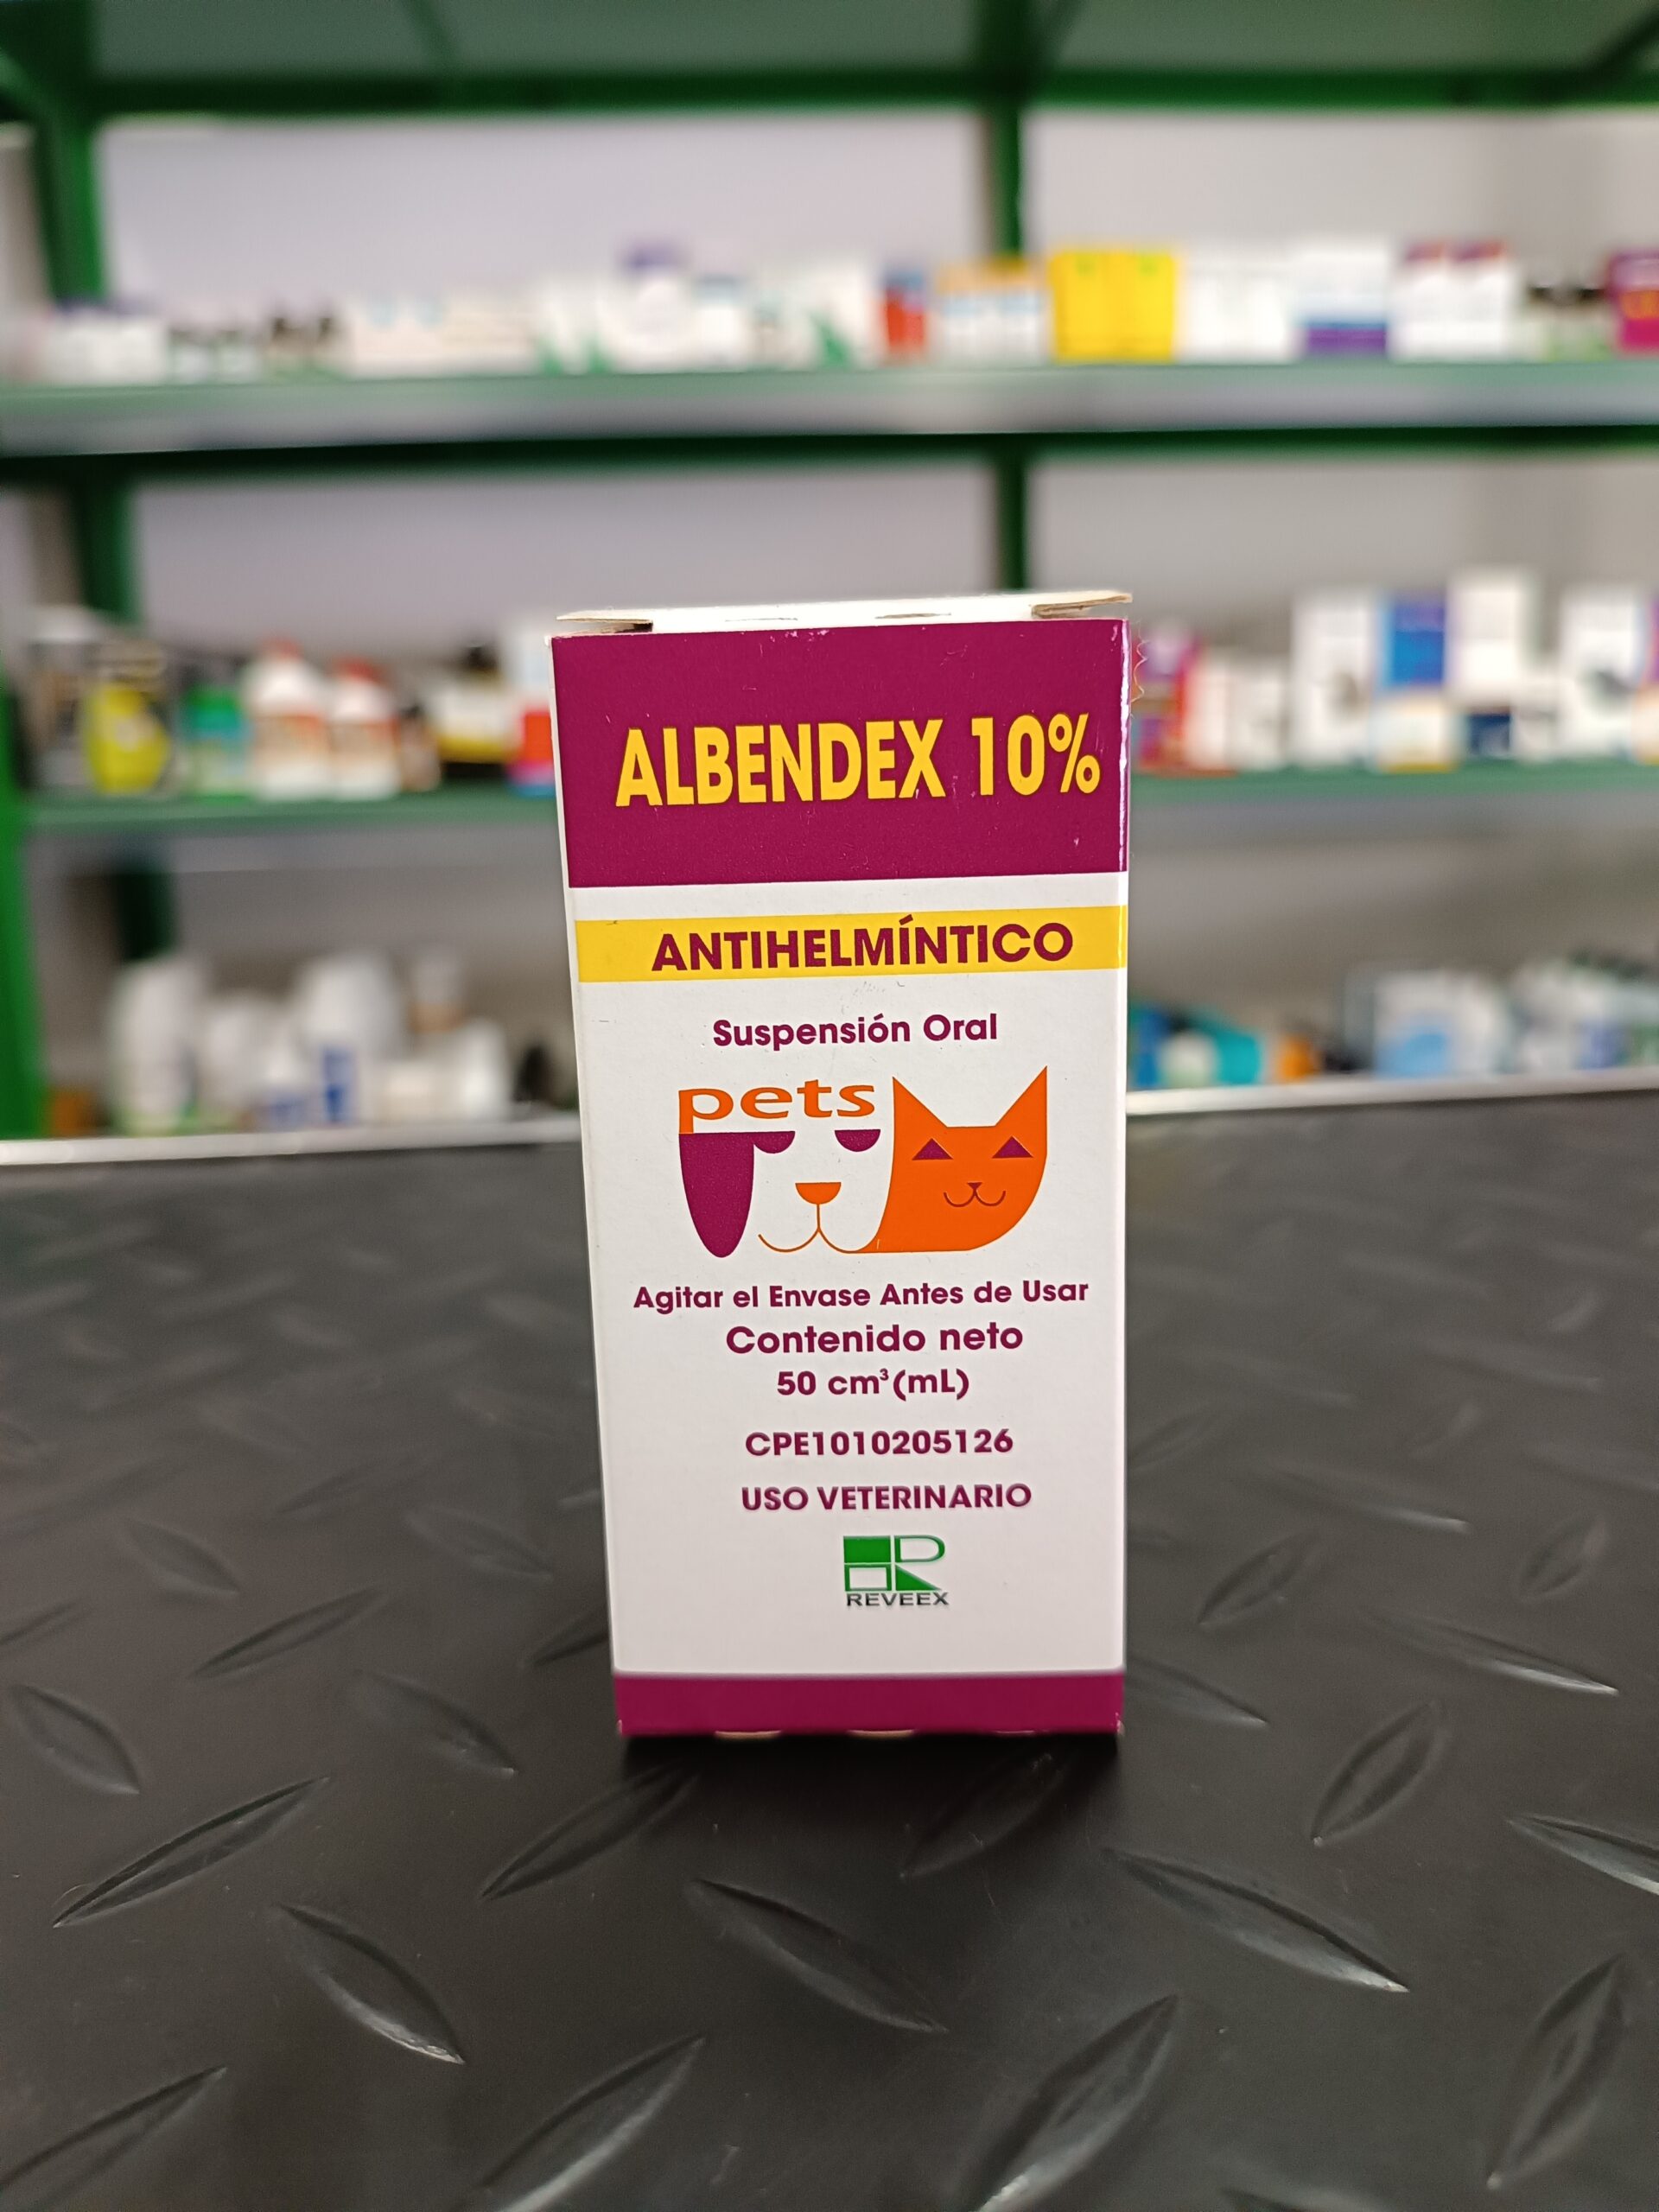 ALBENDEX 10%
ANTIHELMÍNTICO
Suspensión Oral
pets
Agitar el Envase Antes de Usar
Contenido neto
50 cm³(mL)
CPE1010205126
USO VETERINARIO
REVEEX